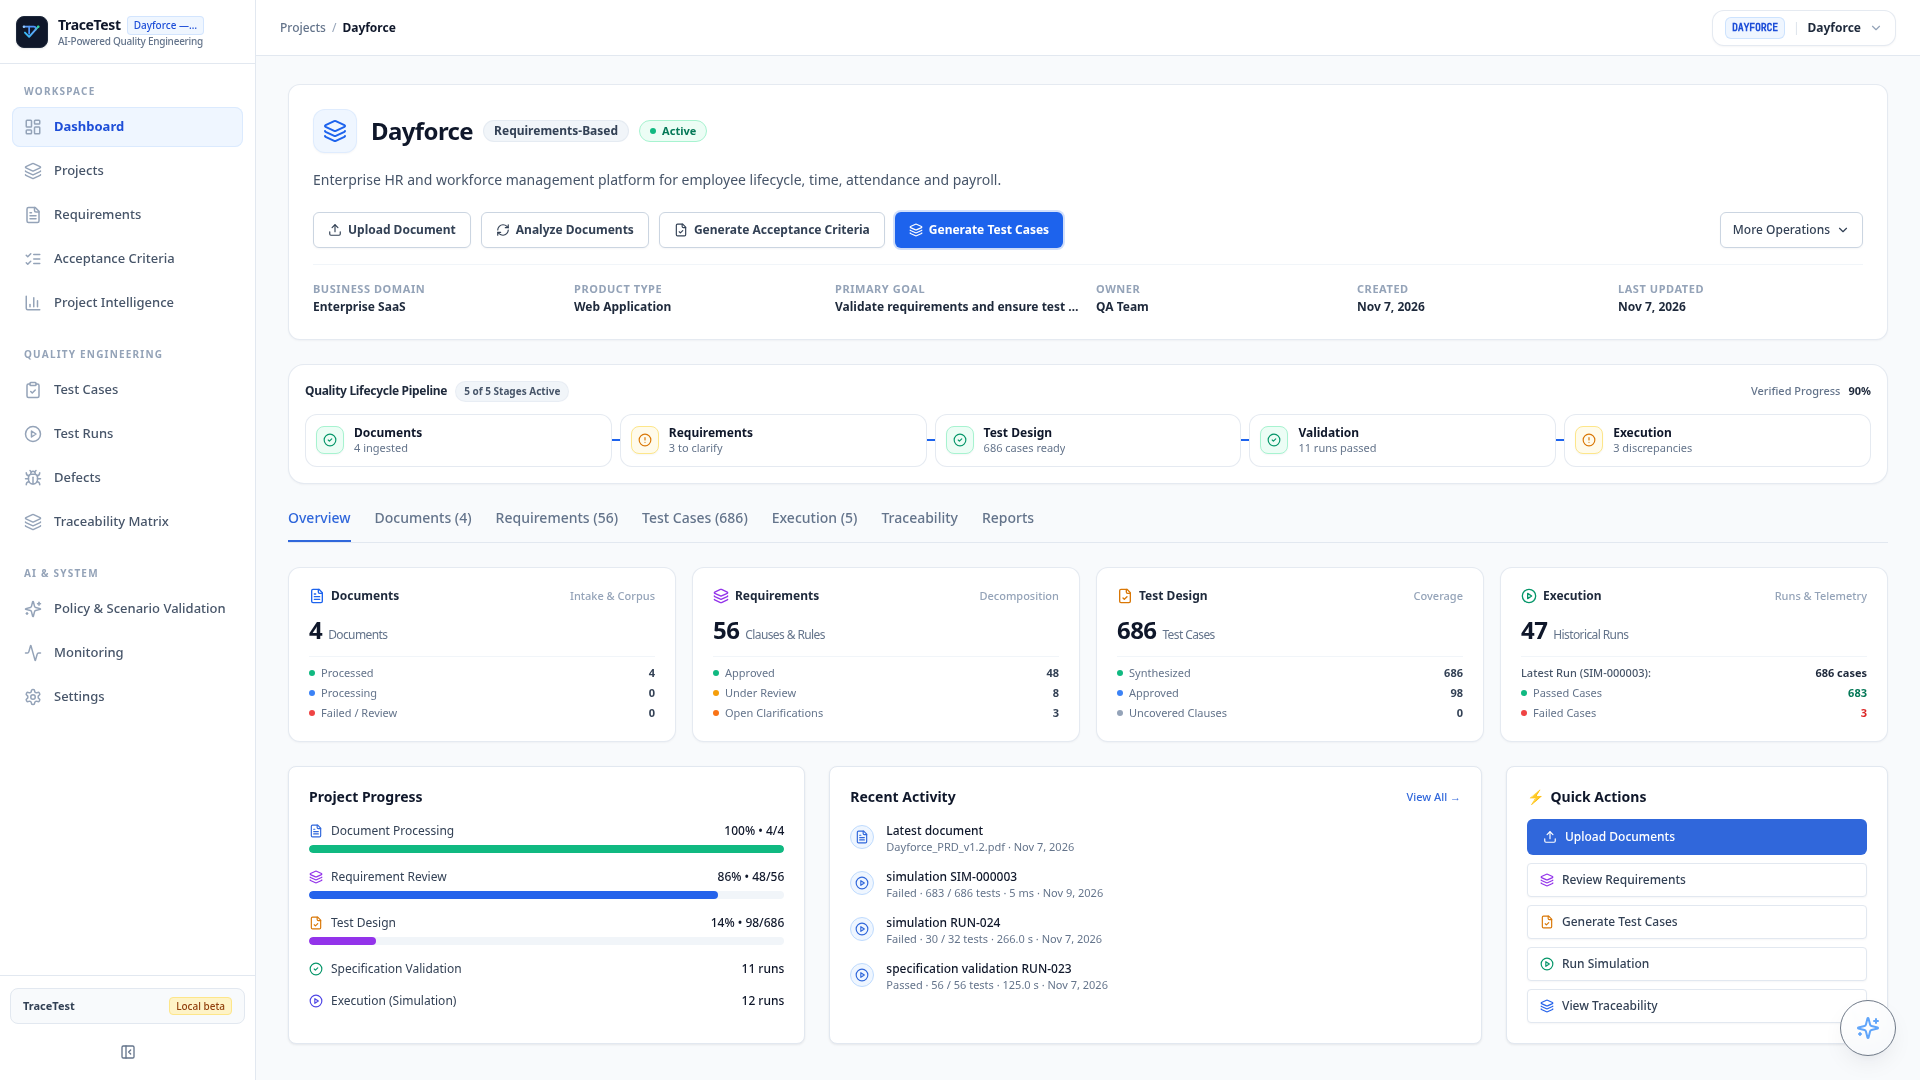 TraceTest
Dayforce —...
AI-Powered Quality Engineering
WORKSPACE
Dashboard
Projects
Requirements
Acceptance Criteria
Project Intelligence
QUALITY ENGINEERING
Test Cases
Test Runs
Defects
Traceability Matrix
AI & SYSTEM
Policy & Scenario Validation
Monitoring
Settings
TraceTest
Local beta
Projects / Dayforce
DAYFORCE
Dayforce
Dayforce
Requirements-Based
Active
Enterprise HR and workforce management platform for employee lifecycle, time, attendance and payroll.
Upload Document
Analyze Documents
Generate Acceptance Criteria
Generate Test Cases
More Operations
BUSINESS DOMAIN
Enterprise SaaS
PRODUCT TYPE
Web Application
PRIMARY GOAL
Validate requirements and ensure test ...
OWNER
QA Team
CREATED
Nov 7, 2026
LAST UPDATED
Nov 7, 2026
Quality Lifecycle Pipeline
5 of 5 Stages Active
Verified Progress 90%
Documents
4 ingested
Requirements
3 to clarify
Test Design
686 cases ready
Validation
11 runs passed
Execution
3 discrepancies
Overview
Documents (4)
Requirements (56)
Test Cases (686)
Execution (5)
Traceability
Reports
Documents
Intake & Corpus
4 Documents
Processed 4
Processing 0
Failed / Review 0
Requirements
Decomposition
56 Clauses & Rules
Approved 48
Under Review 8
Open Clarifications 3
Test Design
Coverage
686 Test Cases
Synthesized 686
Approved 98
Uncovered Clauses 0
Execution
Runs & Telemetry
47 Historical Runs
Latest Run (SIM-000003): 686 cases
Passed Cases 683
Failed Cases 3
Project Progress
Document Processing 100% • 4/4
Requirement Review 86% • 48/56
Test Design 14% • 98/686
Specification Validation 11 runs
Execution (Simulation) 12 runs
Recent Activity
View All →
Latest document
Dayforce_PRD_v1.2.pdf · Nov 7, 2026
simulation SIM-000003
Failed · 683 / 686 tests · 5 ms · Nov 9, 2026
simulation RUN-024
Failed · 30 / 32 tests · 266.0 s · Nov 7, 2026
specification validation RUN-023
Passed · 56 / 56 tests · 125.0 s · Nov 7, 2026
⚡ Quick Actions
Upload Documents
Review Requirements
Generate Test Cases
Run Simulation
View Traceability